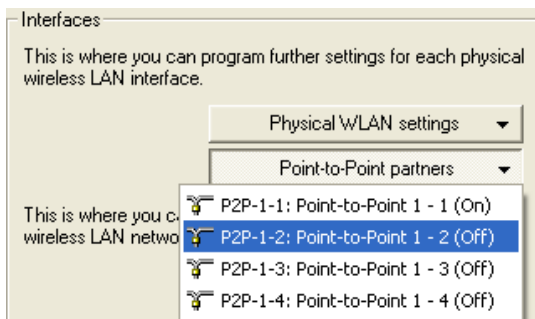 Interfaces
This is where you can program further settings for each physical
wireless LAN interface.
Physical WLAN settings
Point-to-Point partners
P2P-1-1: Point-to-Point 1 - 1 (On)
This is where you
P2P-1-2: Point-to-Point 1 - 2 (Off)
wireless LAN
P2P-1-3: Point-to-Point 1 - 3 (Off)
P2P-1-4: Point-to-Point 1 - 4 (Off)